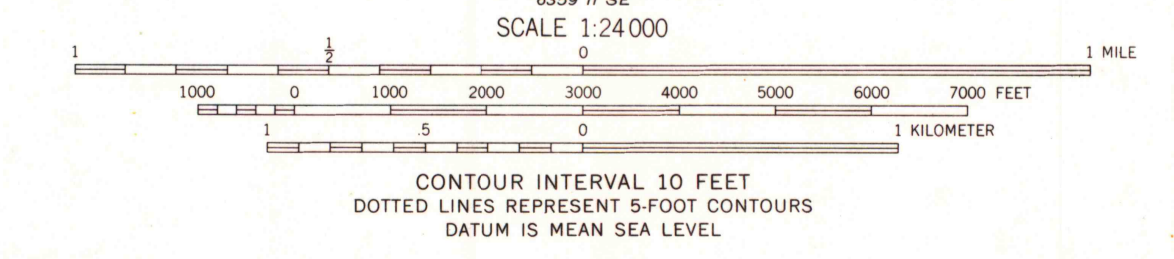 SCALE 1:24 000
1 ½ 0 1 MILE
1000 0 1000 2000 3000 4000 5000 6000 7000 FEET
1 .5 0 1 KILOMETER
CONTOUR INTERVAL 10 FEET
DOTTED LINES REPRESENT 5-FOOT CONTOURS
DATUM IS MEAN SEA LEVEL